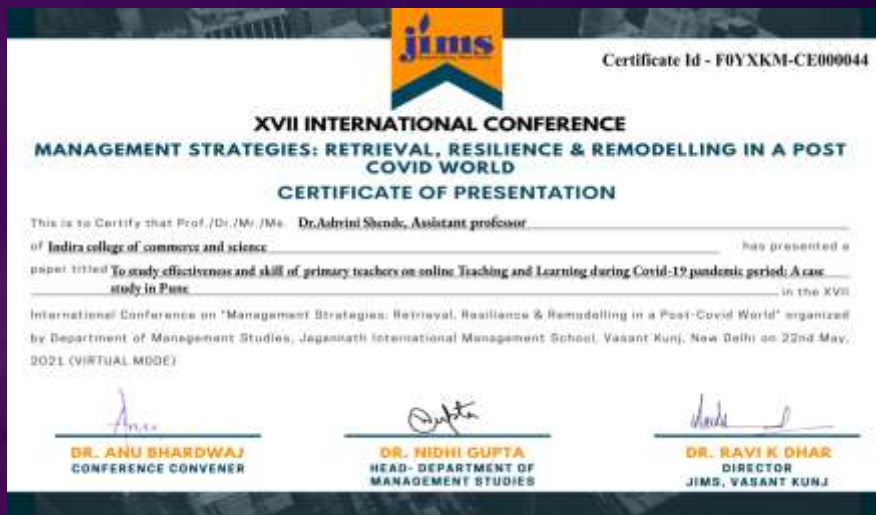 jims
Certificate Id - F0YXKM-CE000044
XVII INTERNATIONAL CONFERENCE
MANAGEMENT STRATEGIES: RETRIEVAL, RESILIENCE & REMODELLING IN A POST
COVID WORLD
CERTIFICATE OF PRESENTATION
This is to Certify that Prof./Dr./Mr./Ms. Dr.Ashvini Shende, Assistant professor
of Indira college of commerce and science has presented a
paper titled To study effectiveness and skill of primary teachers on online Teaching and Learning during Covid-19 pandemic period: A case
study in Pune in the XVII
International Conference on "Management Strategies: Retrieval, Resilience & Remodelling in a Post-Covid World" organized
by Department of Management Studies, Jagannath International Management School, Vasant Kunj, New Delhi on 22nd May,
2021 (VIRTUAL MODE)
DR. ANU BHARDWAJ
CONFERENCE CONVENER
DR. NIDHI GUPTA
HEAD- DEPARTMENT OF
MANAGEMENT STUDIES
DR. RAVI K DHAR
DIRECTOR
JIMS, VASANT KUNJ